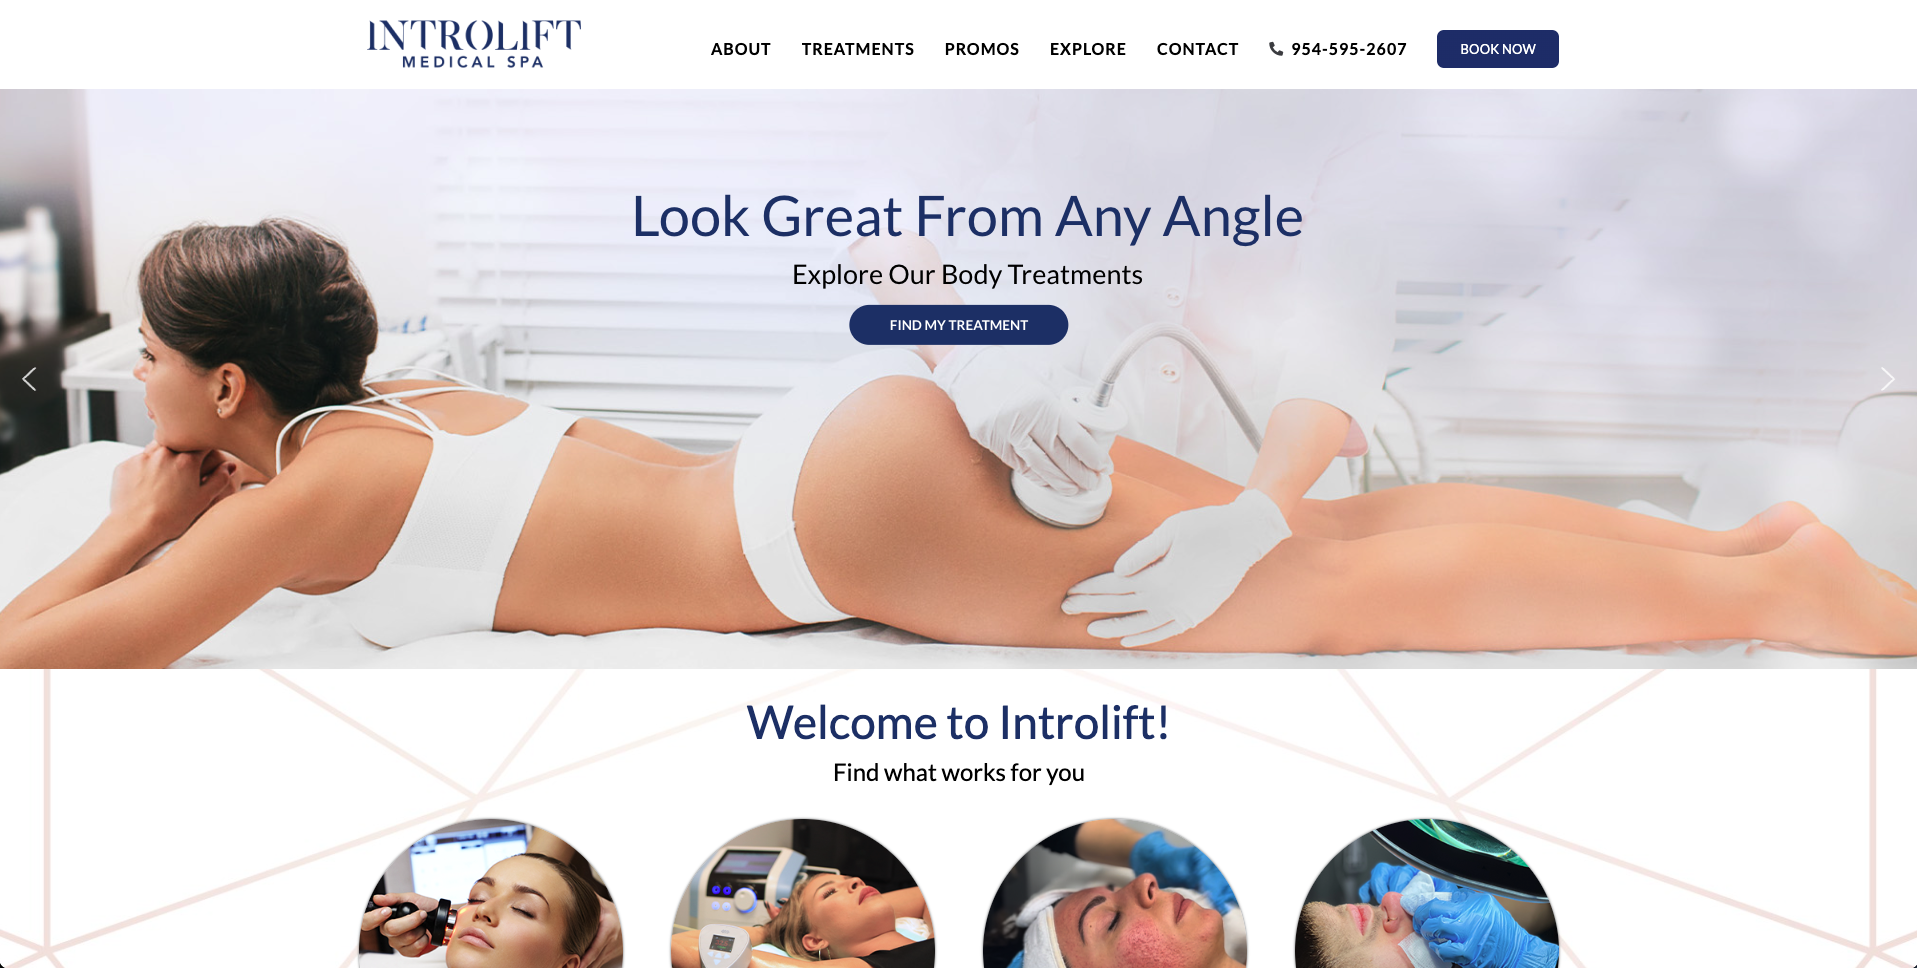 INTROLIFT
MEDICAL SPA
ABOUT
TREATMENTS
PROMOS
EXPLORE
CONTACT
954-595-2607
BOOK NOW
Look Great From Any Angle
Explore Our Body Treatments
FIND MY TREATMENT
Welcome to Introlift!
Find what works for you